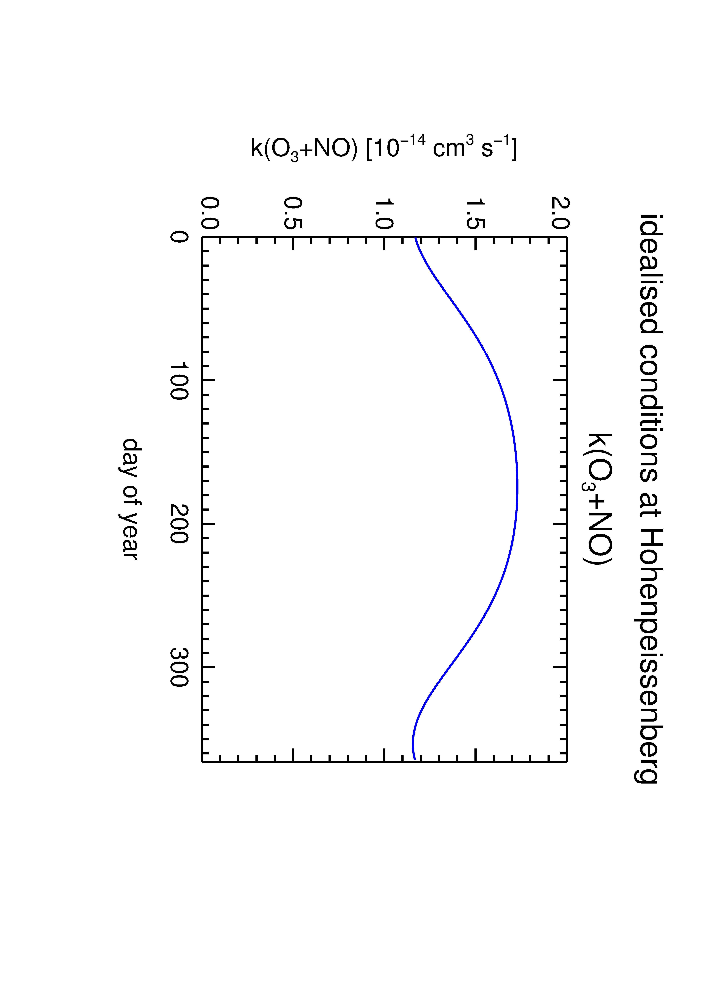 idealised conditions at Hohenpeissenberg
k(O₃+NO)
k(O₃+NO) [10⁻¹⁴ cm³ s⁻¹]
2.0
1.5
1.0
0.5
0.0
0 100 200 300
day of year